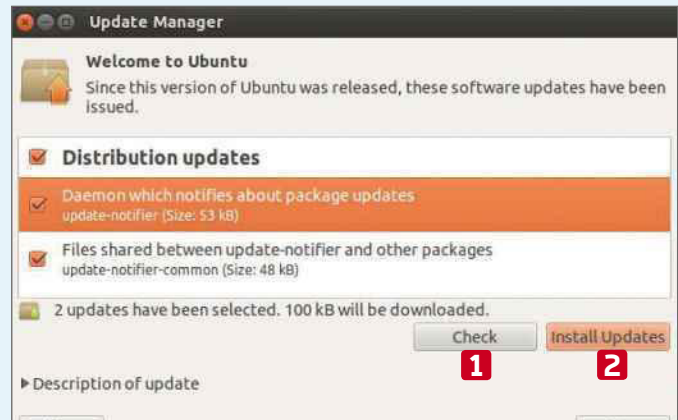 Update Manager
Welcome to Ubuntu
Since this version of Ubuntu was released, these software updates have been
issued.
Distribution updates
Daemon which notifies about package updates
update-notifier (Size: 53 kB)
Files shared between update-notifier and other packages
update-notifier-common (Size: 48 kB)
2 updates have been selected. 100 kB will be downloaded.
Check
Install Updates
1
2
Description of update